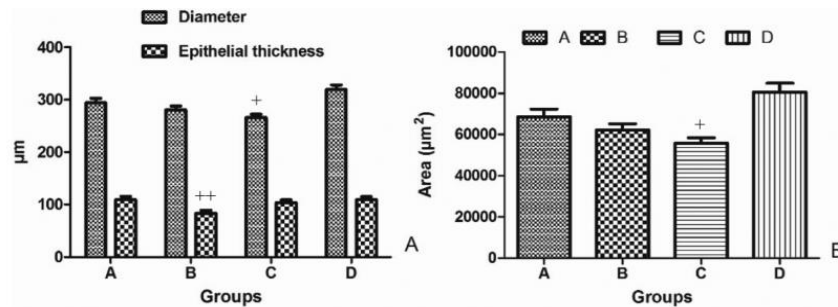 Diameter
Epithelial thickness
400
300
200
100
0
µm
+
++
A B C D
Groups
A
A B C D
100000
80000
60000
40000
20000
0
Area (µm²)
+
A B C D
Groups